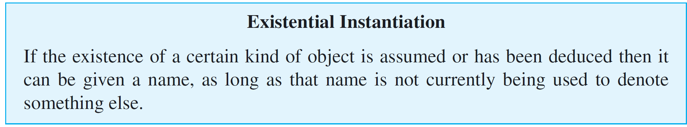 Existential Instantiation
If the existence of a certain kind of object is assumed or has been deduced then it
can be given a name, as long as that name is not currently being used to denote
something else.